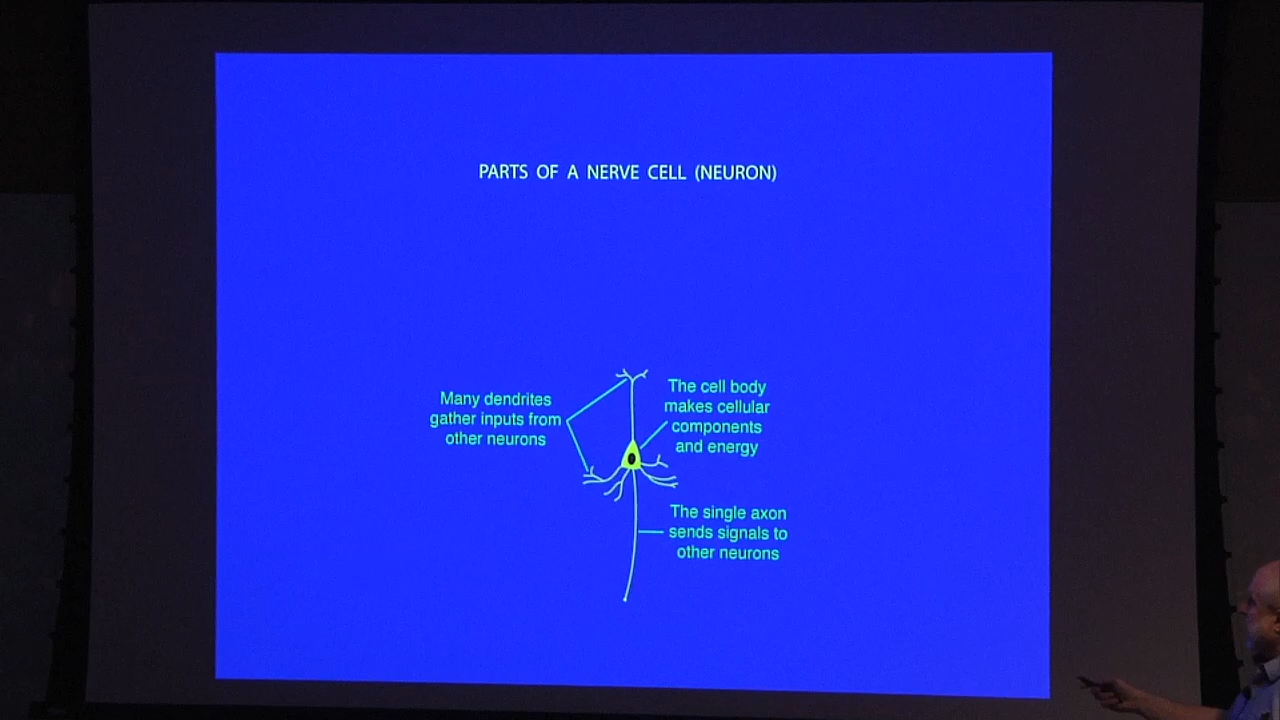 PARTS OF A NERVE CELL (NEURON)
Many dendrites
gather inputs from
other neurons
The cell body
makes cellular
components
and energy
The single axon
sends signals to
other neurons